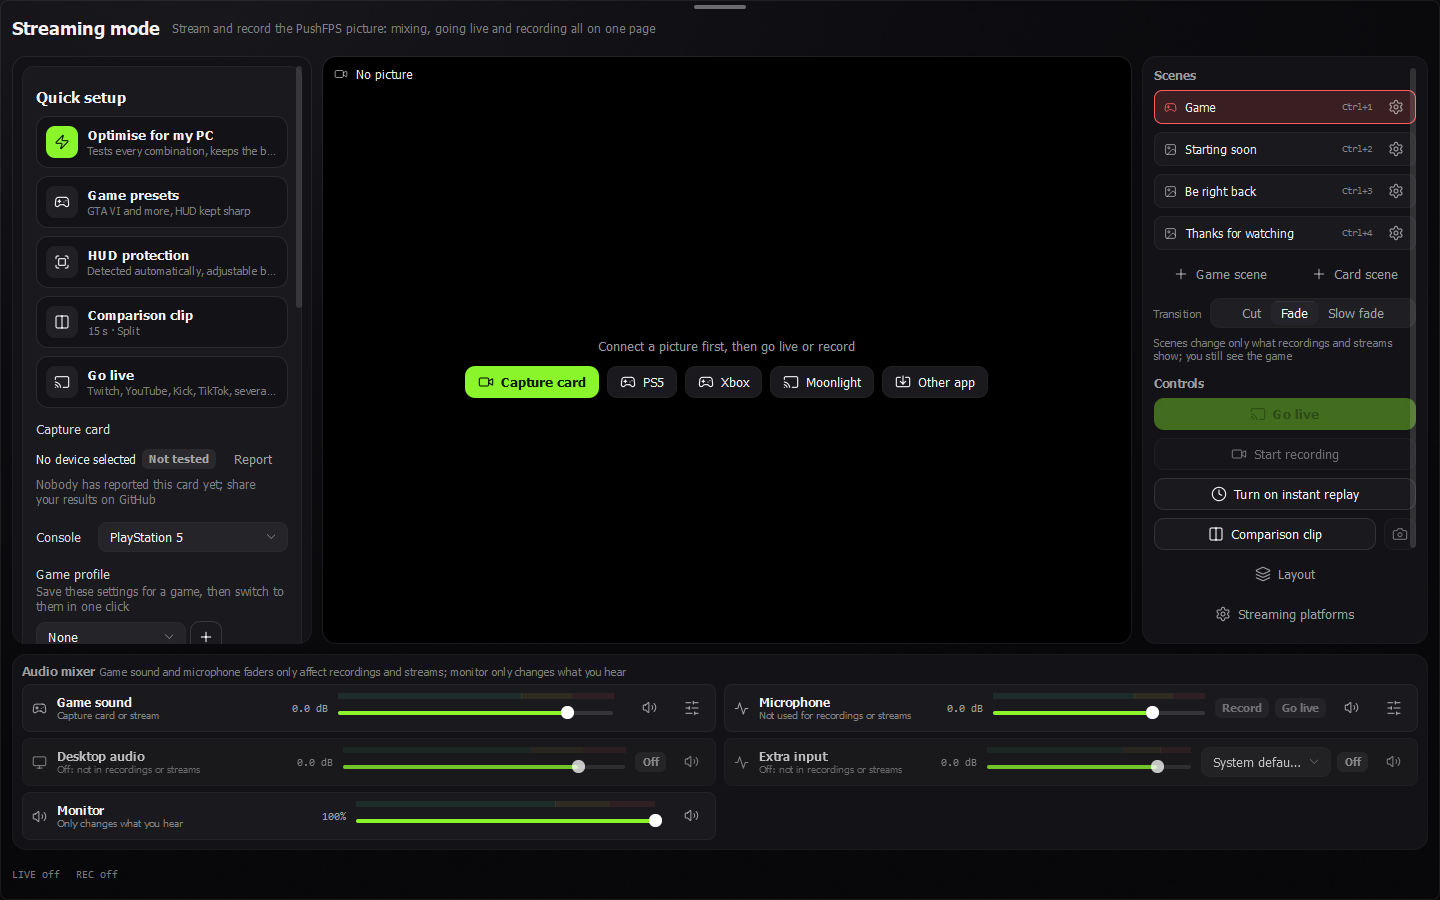 Streaming mode Stream and record the PushFPS picture: mixing, going live and recording all on one page
Quick setup
Optimise for my PC
Tests every combination, keeps the b...
Game presets
GTA VI and more, HUD kept sharp
HUD protection
Detected automatically, adjustable b...
Comparison clip
15 s · Split
Go live
Twitch, YouTube, Kick, TikTok, severa...
Capture card
No device selected Not tested Report
Nobody has reported this card yet; share
your results on GitHub
Console PlayStation 5
Game profile
Save these settings for a game, then switch to
them in one click
None
No picture
Connect a picture first, then go live or record
Capture card PS5 Xbox Moonlight Other app
Scenes
Game Ctrl+1
Starting soon Ctrl+2
Be right back Ctrl+3
Thanks for watching Ctrl+4
Game scene Card scene
Transition Cut Fade Slow fade
Scenes change only what recordings and streams
show; you still see the game
Controls
Go live
Start recording
Turn on instant replay
Comparison clip
Layout
Streaming platforms
Audio mixer Game sound and microphone faders only affect recordings and streams; monitor only changes what you hear
Game sound 0.0 dB
Capture card or stream
Microphone 0.0 dB Record Go live
Not used for recordings or streams
Desktop audio 0.0 dB Off
Off: not in recordings or streams
Extra input 0.0 dB System defau... Off
Off: not in recordings or streams
Monitor 100%
Only changes what you hear
LIVE off REC off